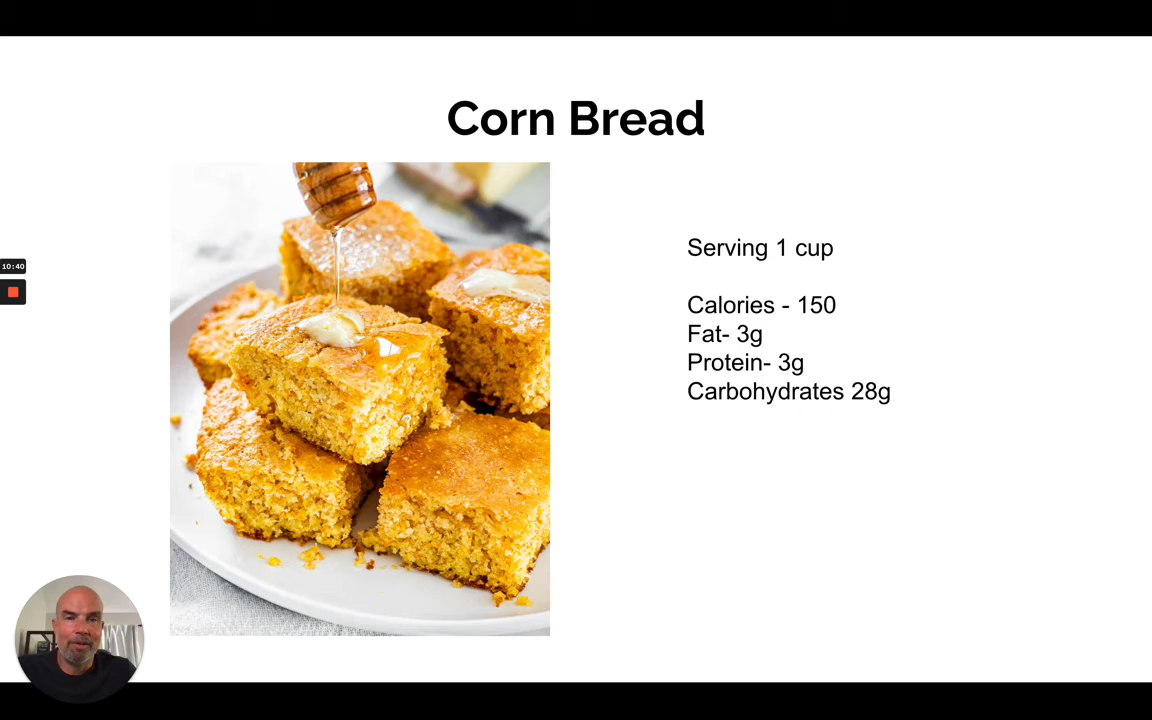 Corn Bread
Serving 1 cup
Calories - 150
Fat- 3g
Protein- 3g
Carbohydrates 28g
10:40